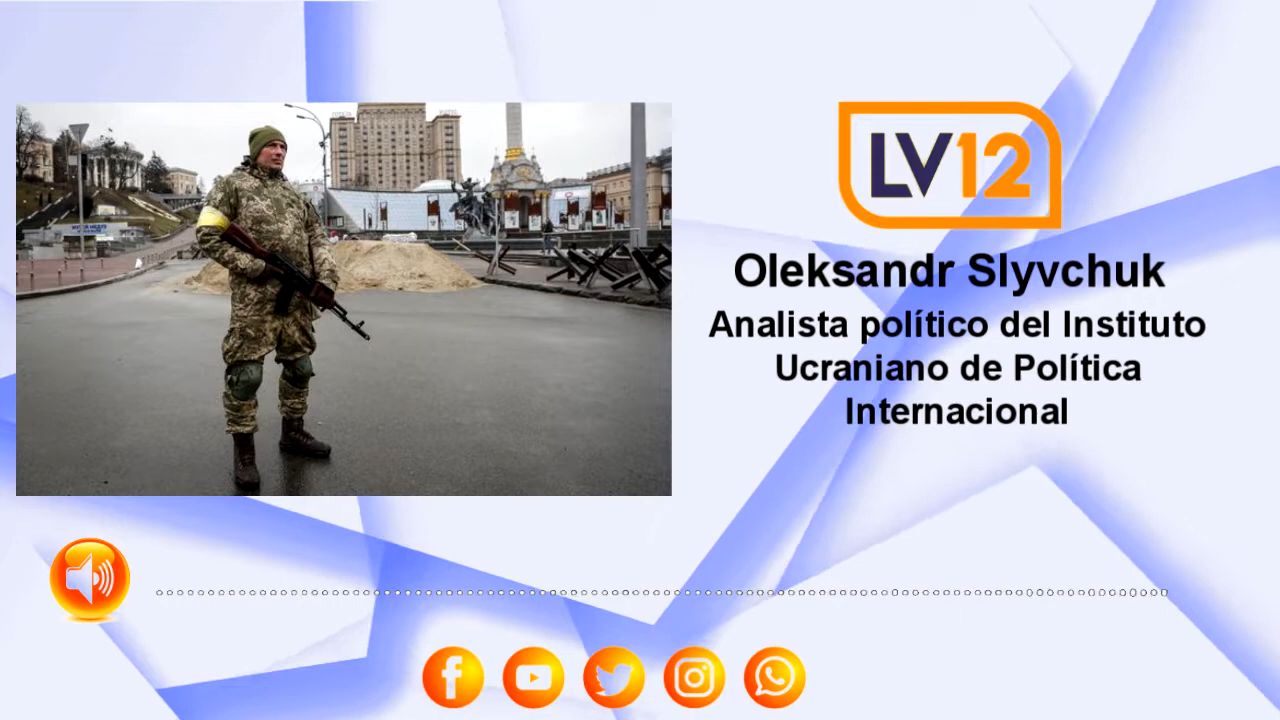 LV12
Oleksandr Slyvchuk
Analista político del Instituto
Ucraniano de Política
Internacional